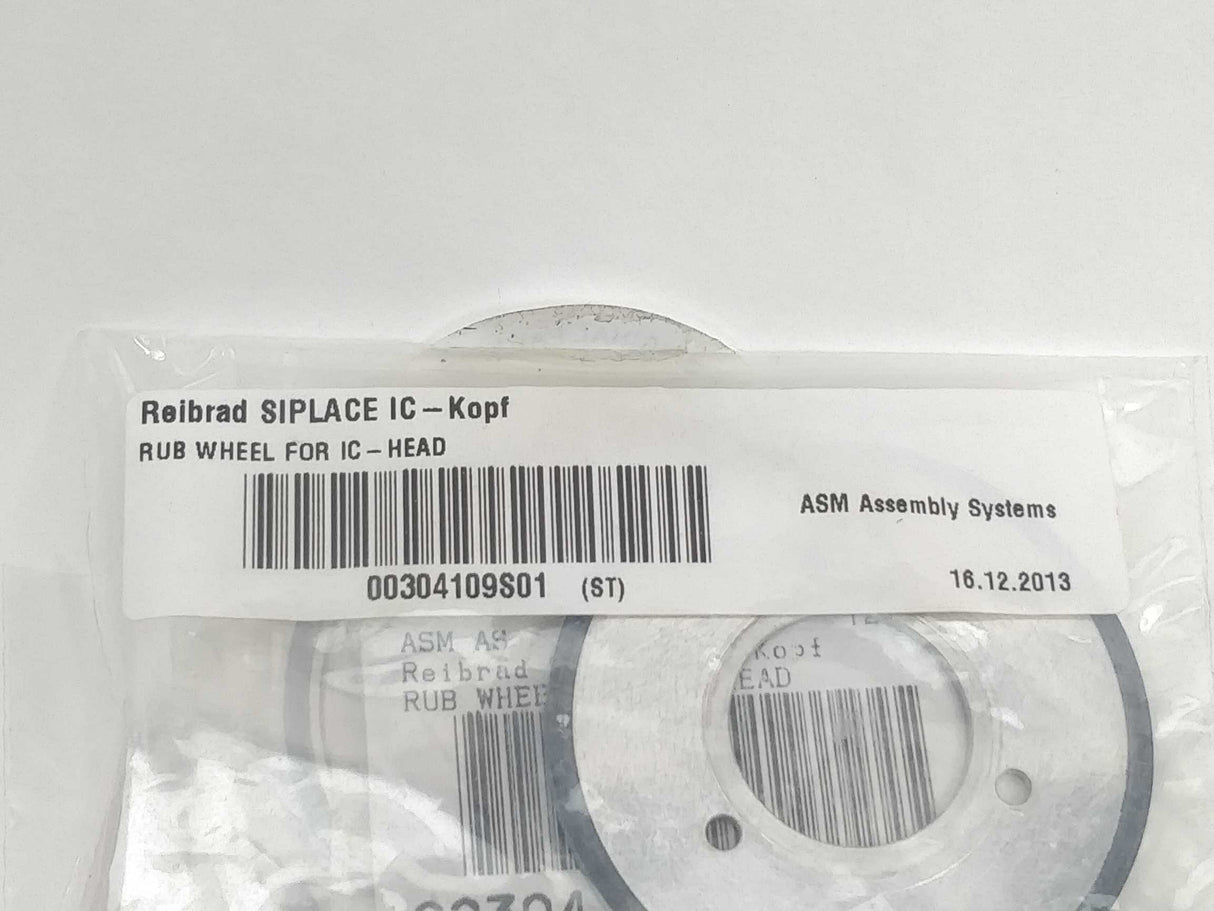 Reibrad SIPLACE IC-Kopf
RUB WHEEL FOR IC-HEAD
ASM Assembly Systems
00304109S01 (ST)
16.12.2013
ASM AS
Reibrad
Kopf
RUB WHEE
EAD